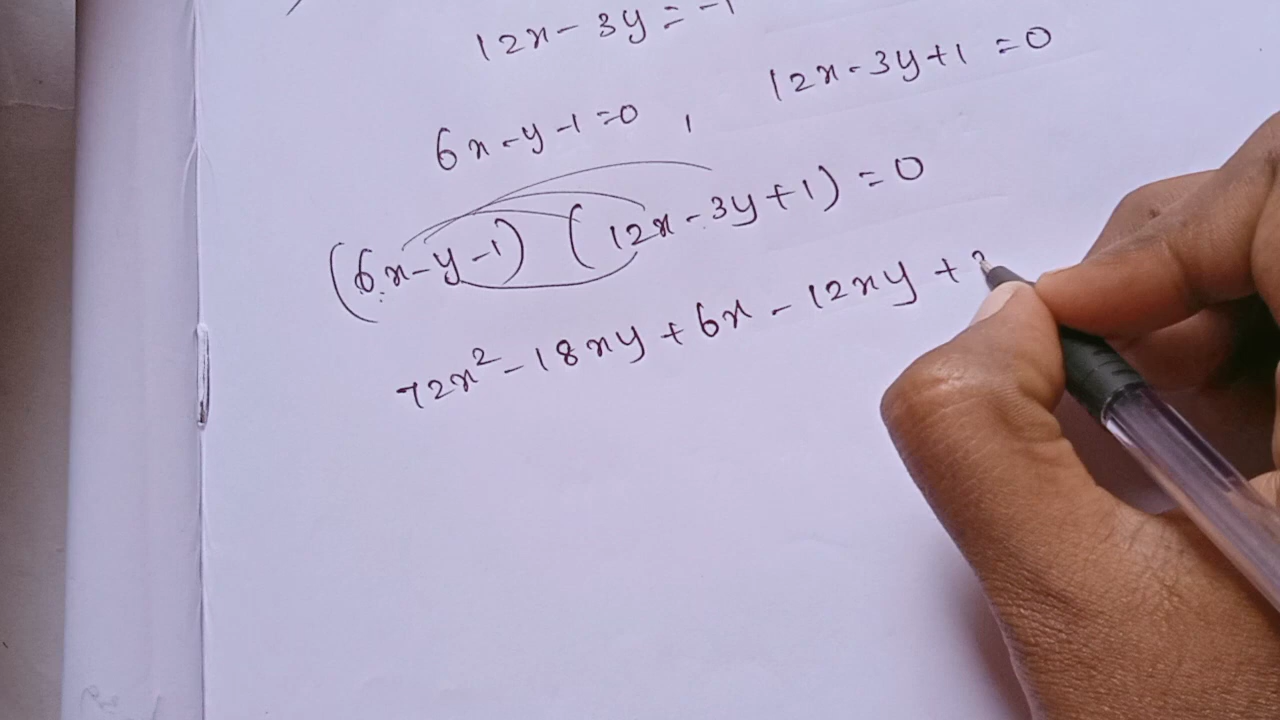 12x - 3y = -1
12x - 3y + 1 = 0
6x - y - 1 = 0 ,
(6x - y - 1) (12x - 3y + 1) = 0
72x² - 18xy + 6x - 12xy + 3